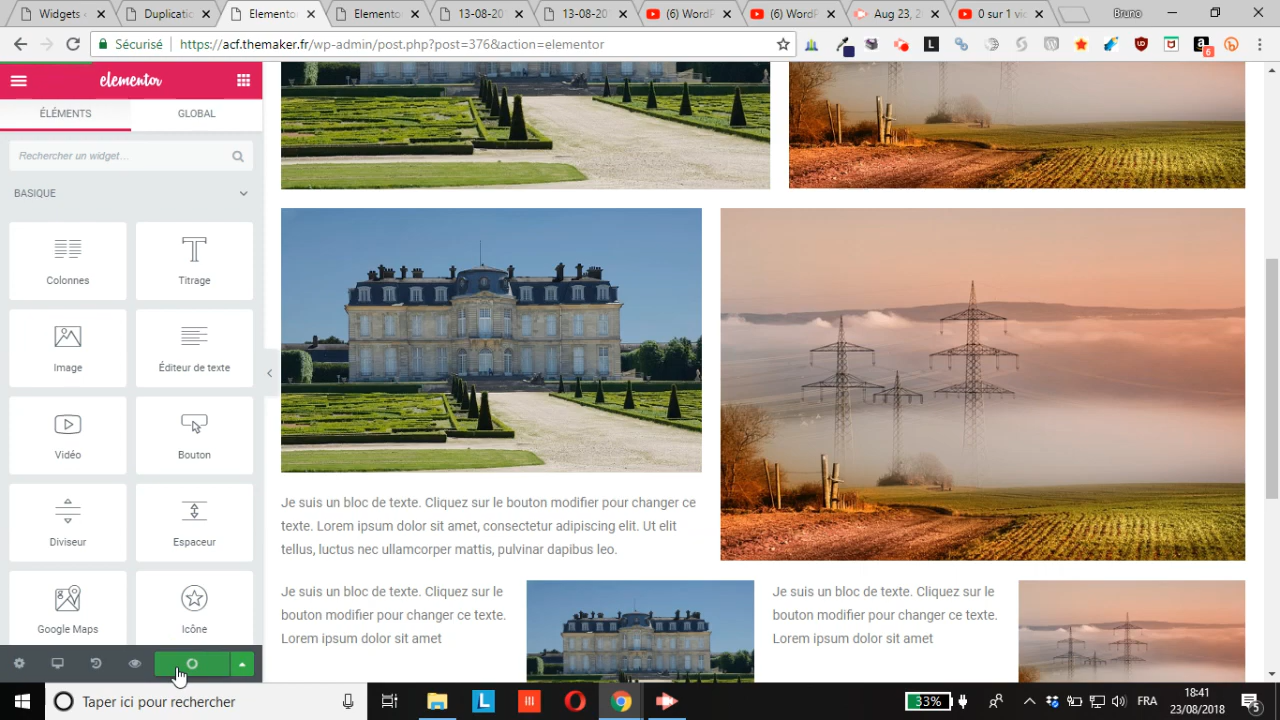 Widgets
Duplicatio
Elemento
Elemento
13-08-20
13-08-20
(6) WordP
(6) WordP
Aug 23, 2
0 sur 1 vi
Bruno
Sécurisé
https://acf.themaker.fr/wp-admin/post.php?post=376&action=elementor
6
elementor
ÉLÉMENTS
GLOBAL
Rechercher un widget...
BASIQUE
Colonnes
Titrage
Image
Éditeur de texte
Vidéo
Bouton
Diviseur
Espaceur
Google Maps
Icône
Je suis un bloc de texte. Cliquez sur le bouton modifier pour changer ce
texte. Lorem ipsum dolor sit amet, consectetur adipiscing elit. Ut elit
tellus, luctus nec ullamcorper mattis, pulvinar dapibus leo.
Je suis un bloc de texte. Cliquez sur le
bouton modifier pour changer ce texte.
Lorem ipsum dolor sit amet
Je suis un bloc de texte. Cliquez sur le
bouton modifier pour changer ce texte.
Lorem ipsum dolor sit amet
Taper ici pour rechercher
33%
FRA
18:41
23/08/2018
5